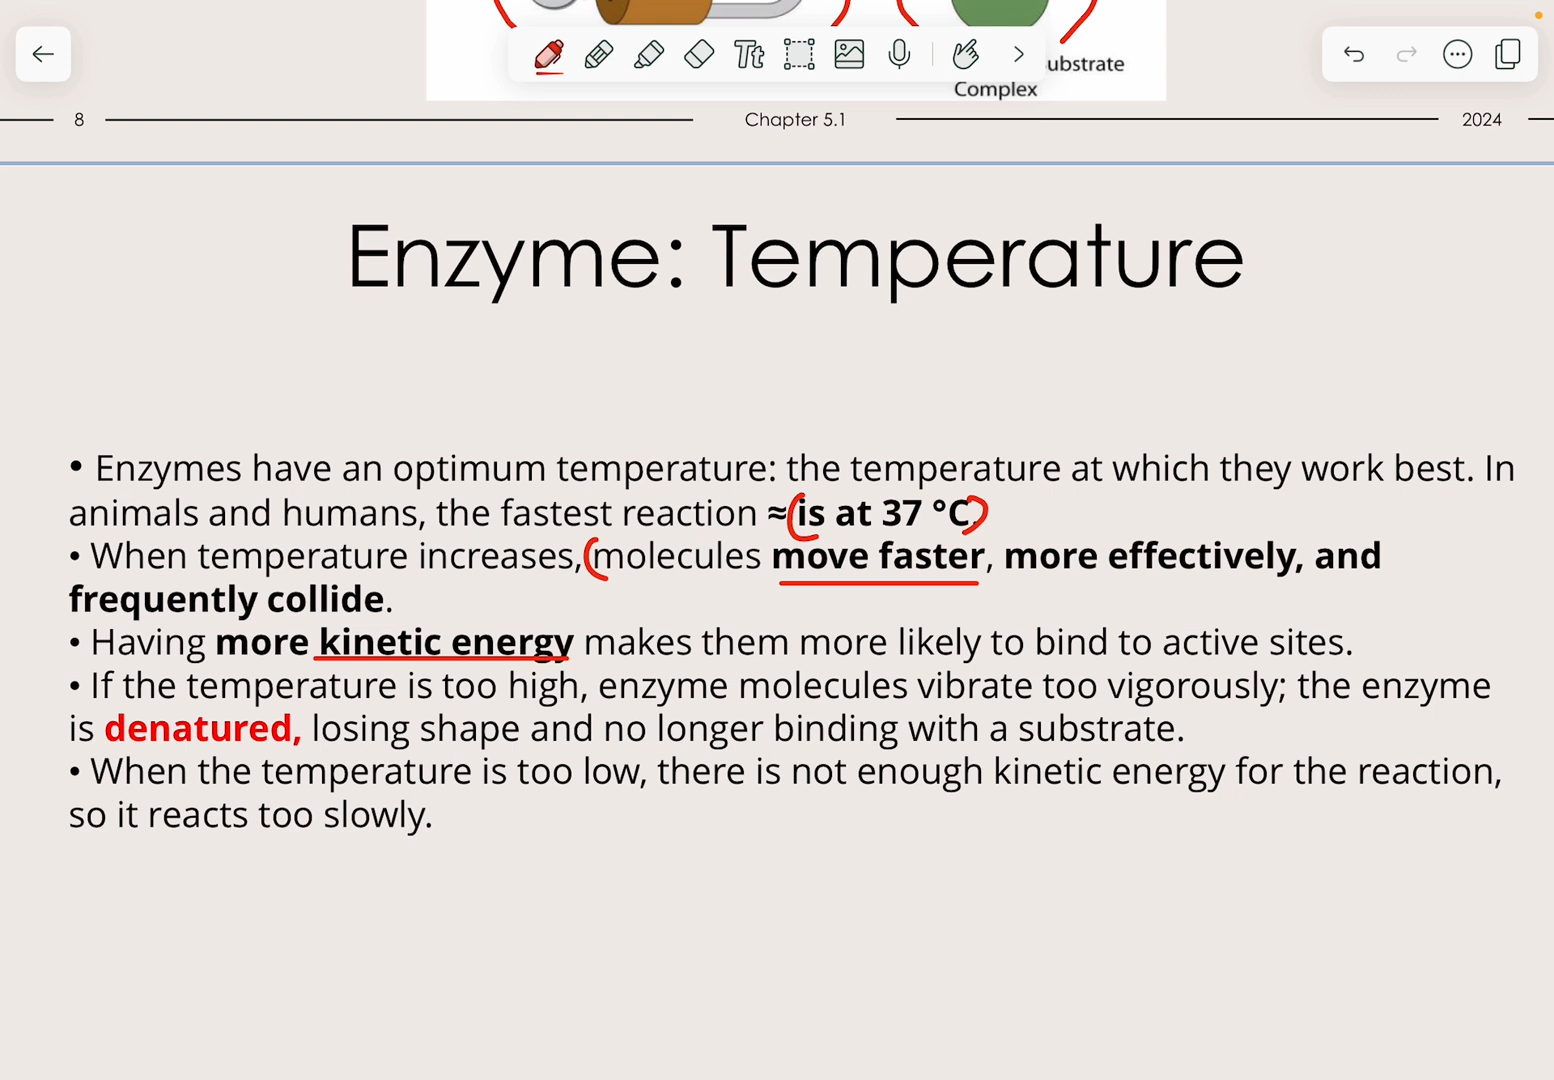 Tt
ubstrate
Complex
8
Chapter 5.1
2024
Enzyme: Temperature
• Enzymes have an optimum temperature: the temperature at which they work best. In
animals and humans, the fastest reaction ≈ is at 37 °C.
• When temperature increases, molecules move faster, more effectively, and
frequently collide.
• Having more kinetic energy makes them more likely to bind to active sites.
• If the temperature is too high, enzyme molecules vibrate too vigorously; the enzyme
is denatured, losing shape and no longer binding with a substrate.
• When the temperature is too low, there is not enough kinetic energy for the reaction,
so it reacts too slowly.